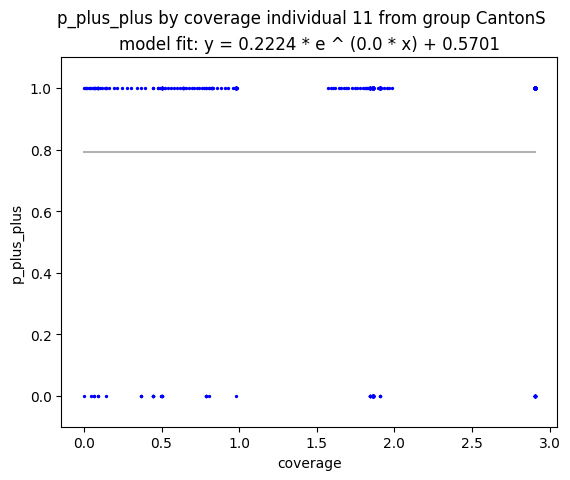 p_plus_plus by coverage individual 11 from group CantonS
model fit: y = 0.2224 * e ^ (0.0 * x) + 0.5701
1.0
0.8
0.6
0.4
0.2
0.0
p_plus_plus
0.0 0.5 1.0 1.5 2.0 2.5 3.0
coverage